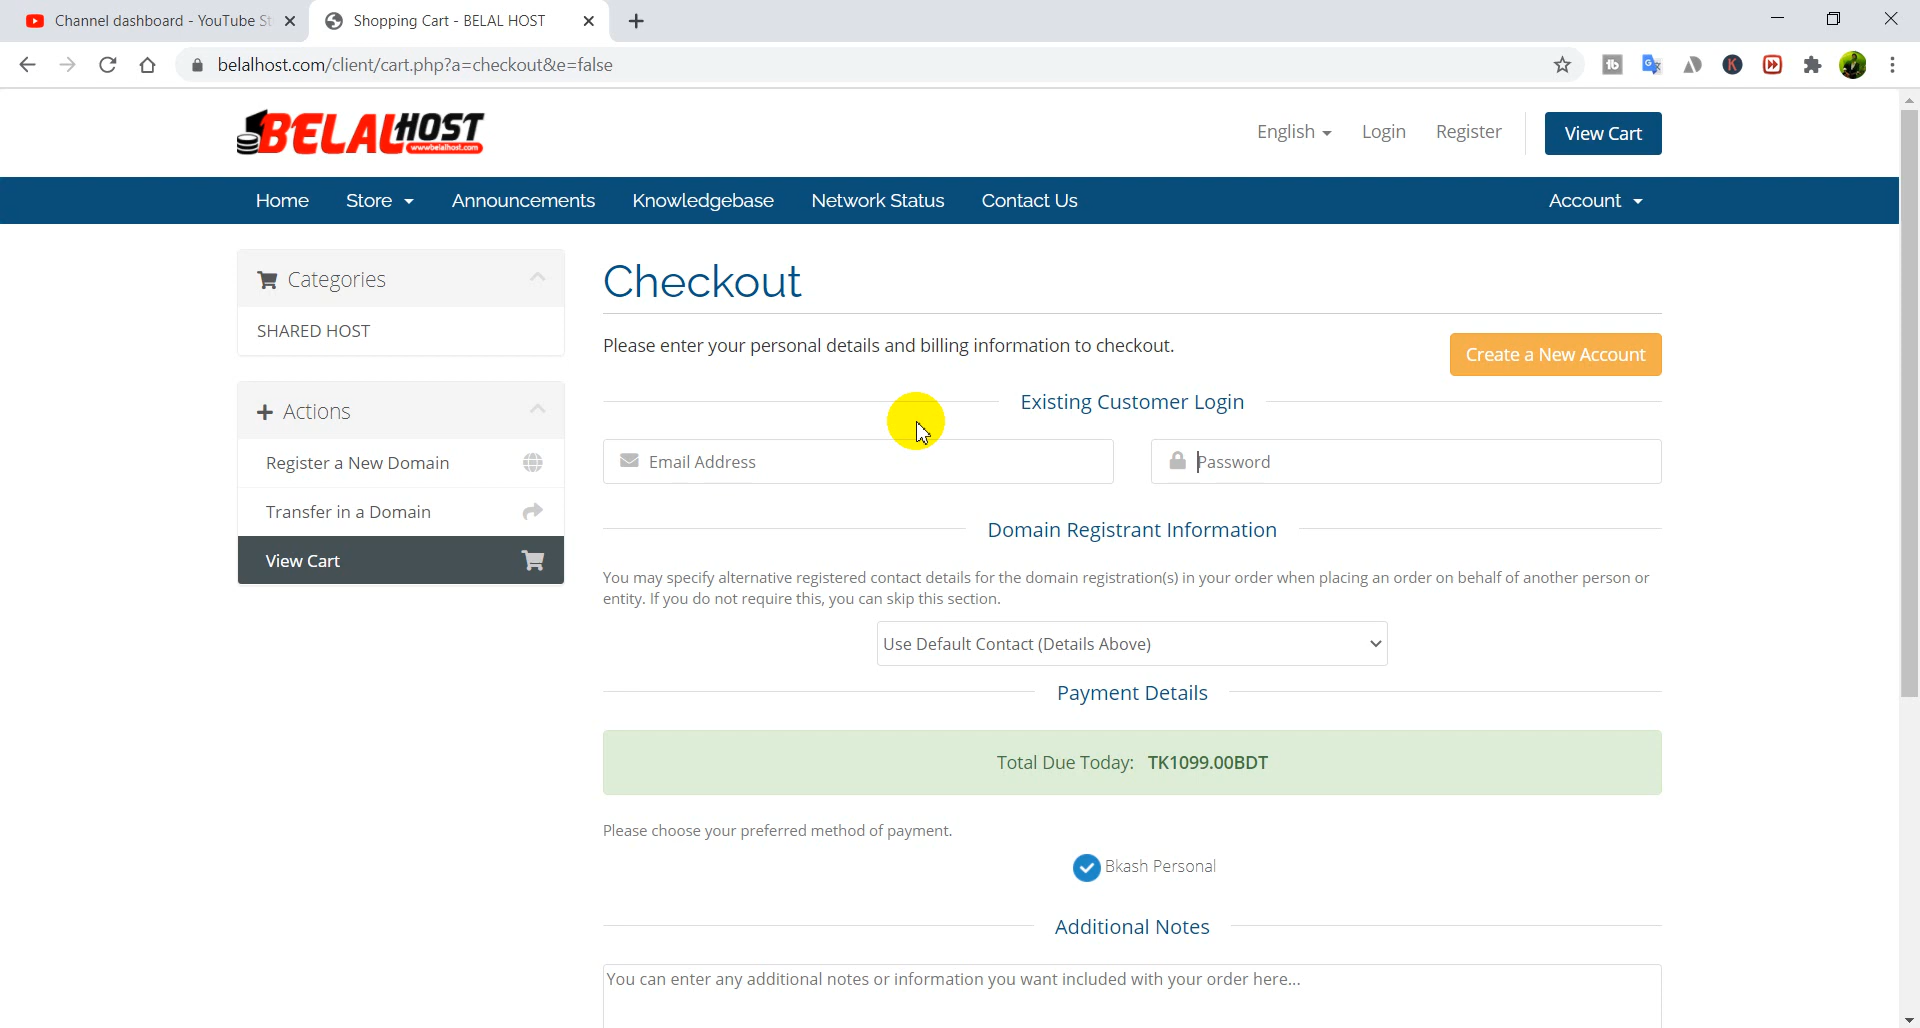 Channel dashboard - YouTube St
Shopping Cart - BELAL HOST
belalhost.com/client/cart.php?a=checkout&e=false
BELALHOST
www.belalhost.com
English
Login
Register
View Cart
Home
Store
Announcements
Knowledgebase
Network Status
Contact Us
Account
Categories
SHARED HOST
Actions
Register a New Domain
Transfer in a Domain
View Cart
Checkout
Please enter your personal details and billing information to checkout.
Create a New Account
Existing Customer Login
Email Address
Password
Domain Registrant Information
You may specify alternative registered contact details for the domain registration(s) in your order when placing an order on behalf of another person or
entity. If you do not require this, you can skip this section.
Use Default Contact (Details Above)
Payment Details
Total Due Today: TK1099.00BDT
Please choose your preferred method of payment.
Bkash Personal
Additional Notes
You can enter any additional notes or information you want included with your order here...